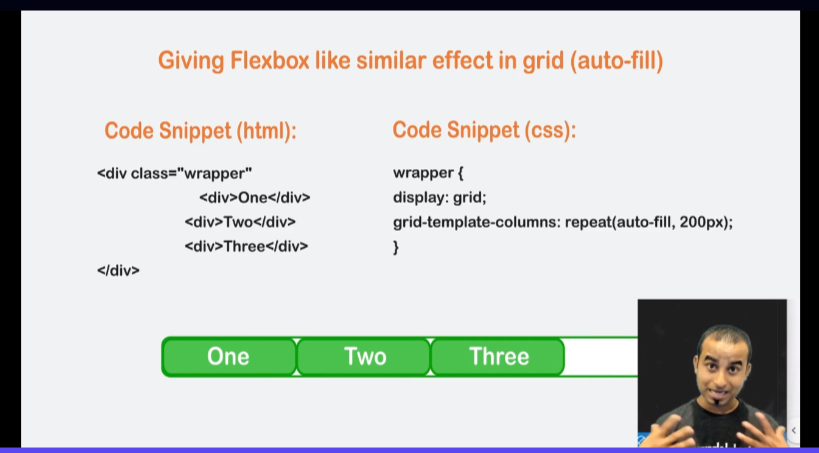 Giving Flexbox like similar effect in grid (auto-fill)
Code Snippet (html):
<div class="wrapper"
<div>One</div>
<div>Two</div>
<div>Three</div>
</div>
Code Snippet (css):
wrapper {
display: grid;
grid-template-columns: repeat(auto-fill, 200px);
}
One
Two
Three